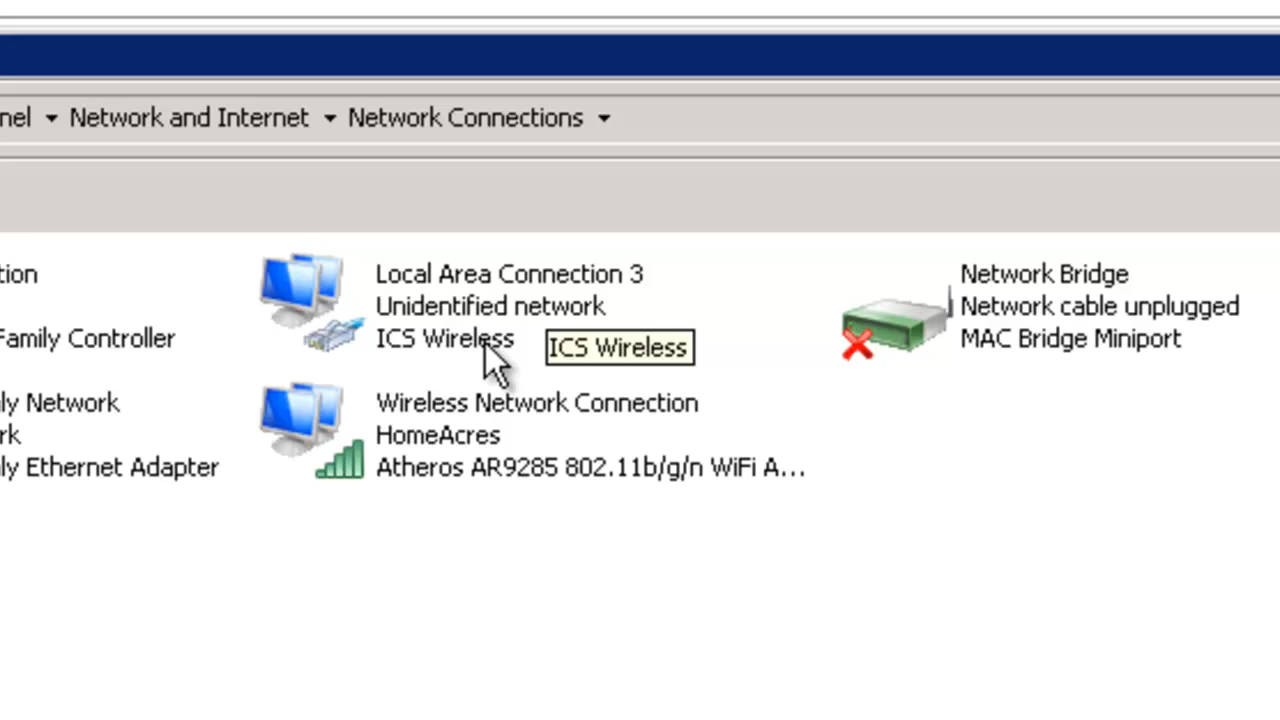 nel Network and Internet Network Connections
tion
Family Controller
ly Network
rk
ly Ethernet Adapter
Local Area Connection 3
Unidentified network
ICS Wireless
ICS Wireless
Wireless Network Connection
HomeAcres
Atheros AR9285 802.11b/g/n WiFi A...
Network Bridge
Network cable unplugged
MAC Bridge Miniport